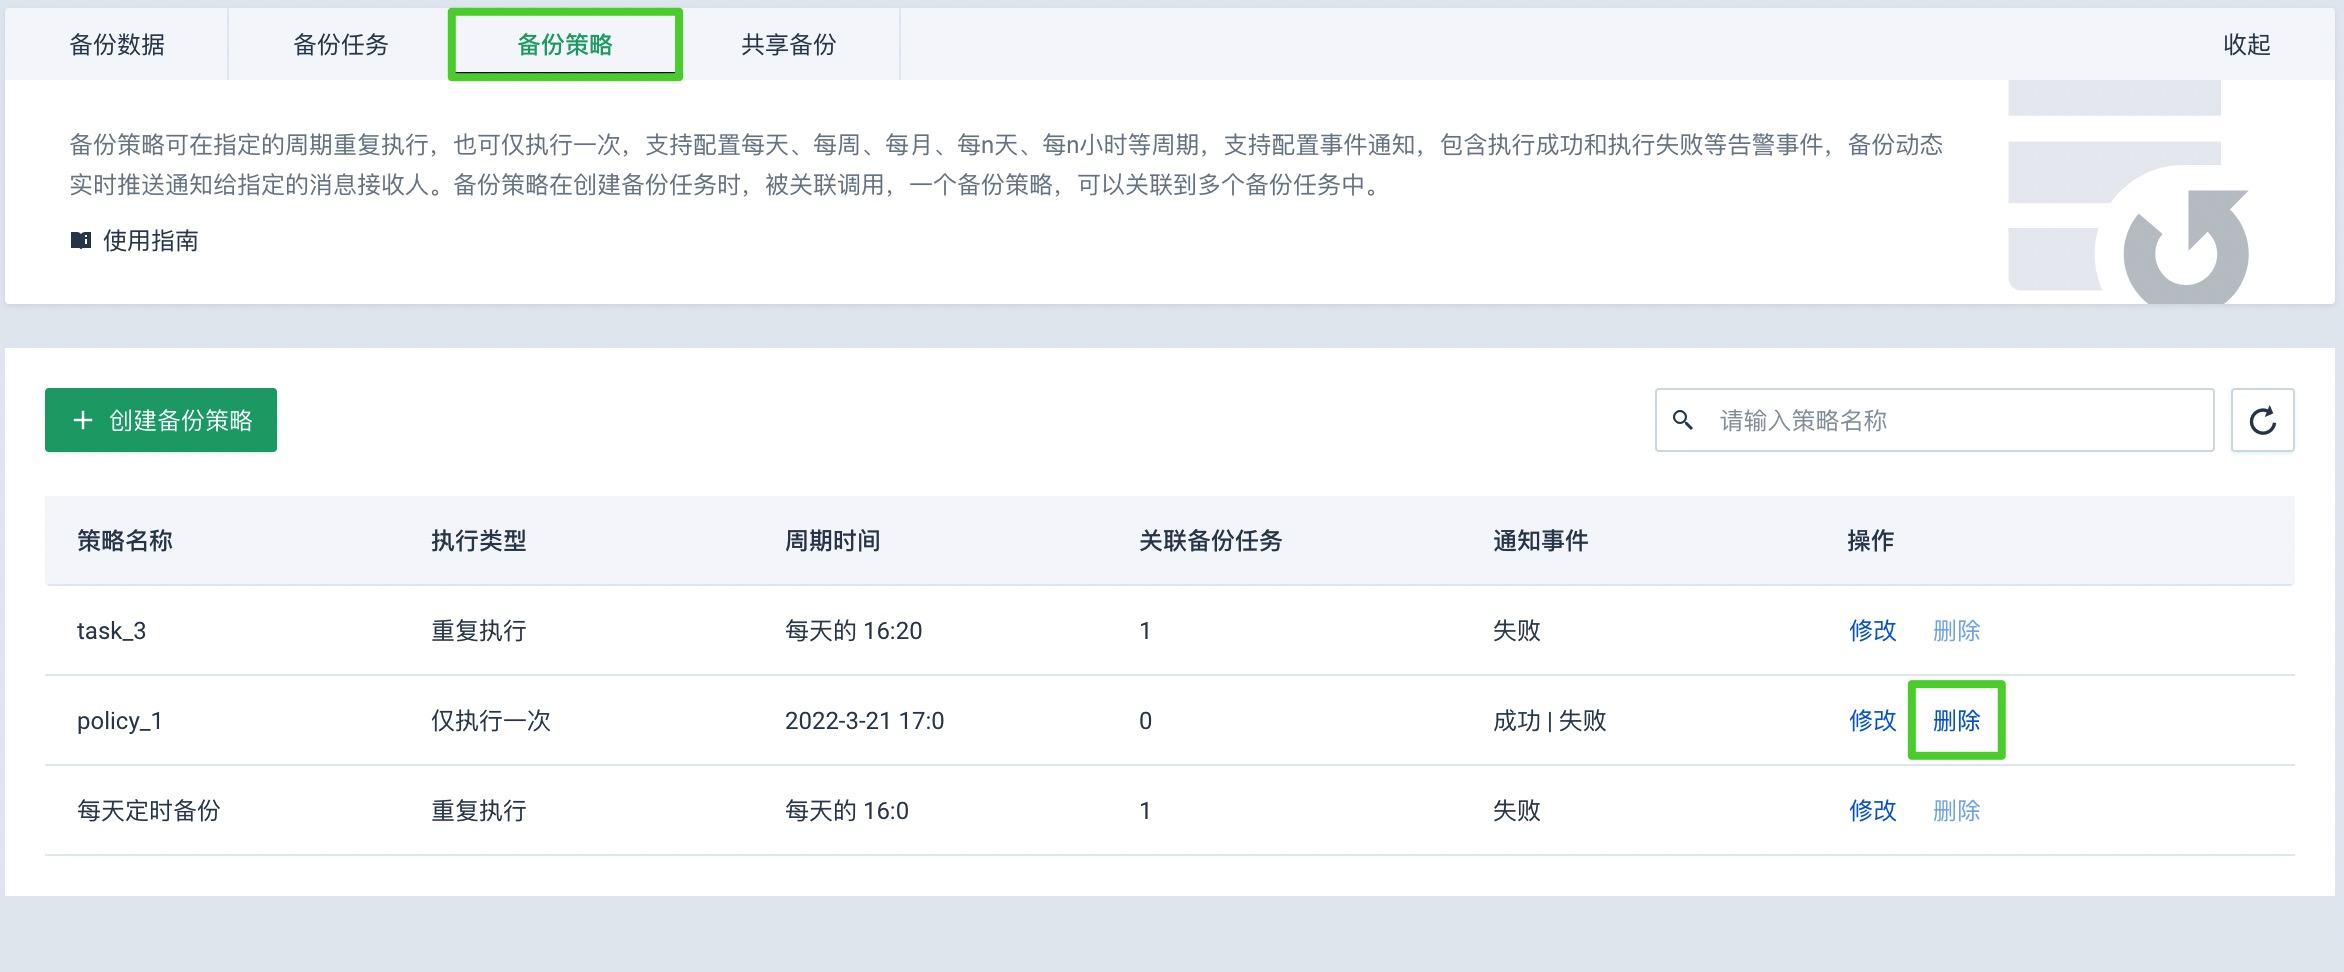 备份数据 备份任务 备份策略 共享备份 收起
备份策略可在指定的周期重复执行，也可仅执行一次，支持配置每天、每周、每月、每n天、每n小时等周期，支持配置事件通知，包含执行成功和执行失败等告警事件，备份动态
实时推送通知给指定的消息接收人。备份策略在创建备份任务时，被关联调用，一个备份策略，可以关联到多个备份任务中。
使用指南
+ 创建备份策略 请输入策略名称
策略名称 执行类型 周期时间 关联备份任务 通知事件 操作
task_3 重复执行 每天的 16:20 1 失败 修改 删除
policy_1 仅执行一次 2022-3-21 17:0 0 成功 | 失败 修改 删除
每天定时备份 重复执行 每天的 16:0 1 失败 修改 删除